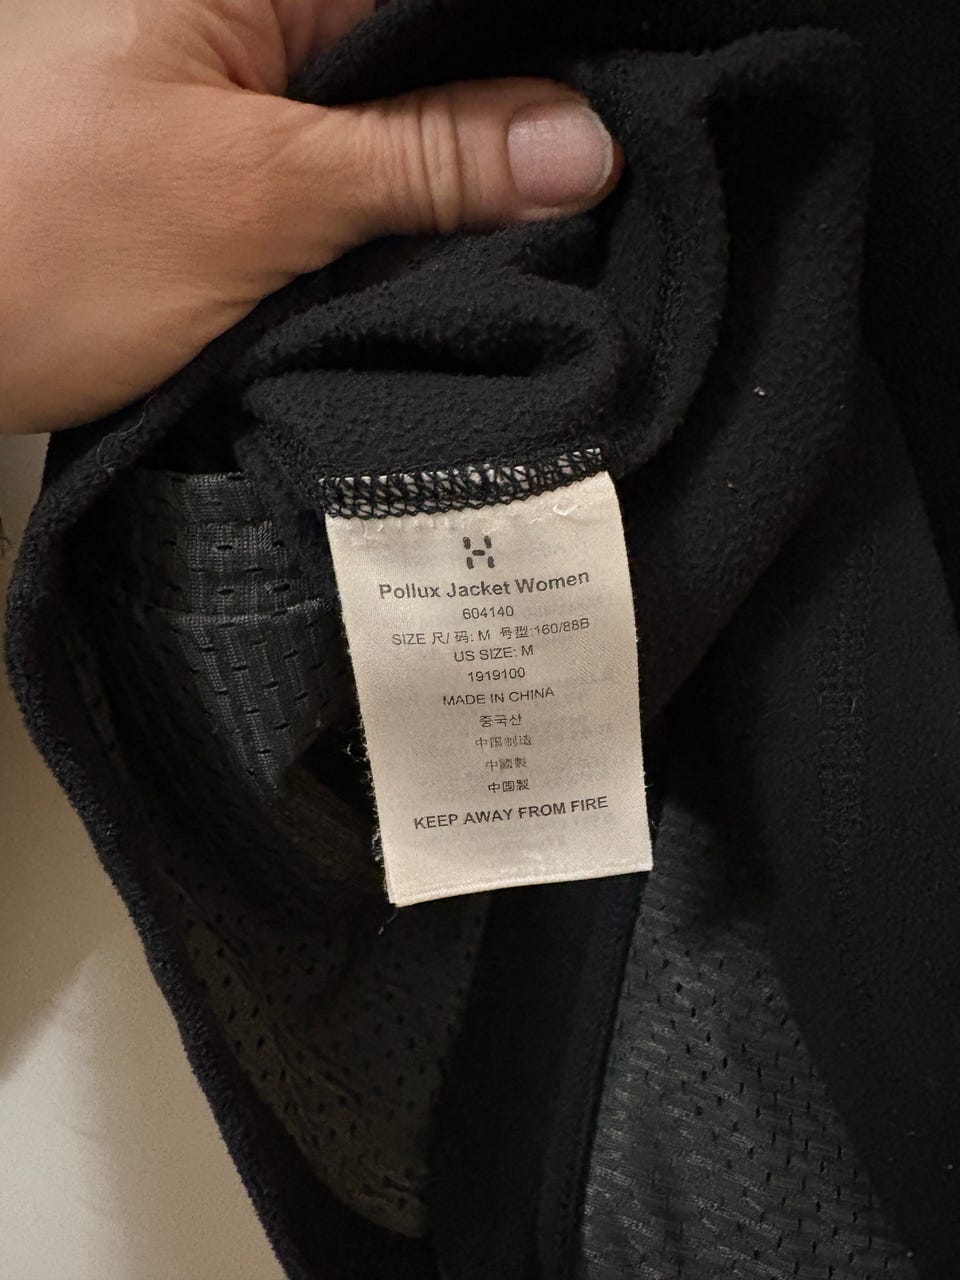 Pollux Jacket Women
604140
SIZE 尺/ 码: M 号型:160/88B
US SIZE: M
1919100
MADE IN CHINA
중국산
中国制造
中國製
中国製
KEEP AWAY FROM FIRE